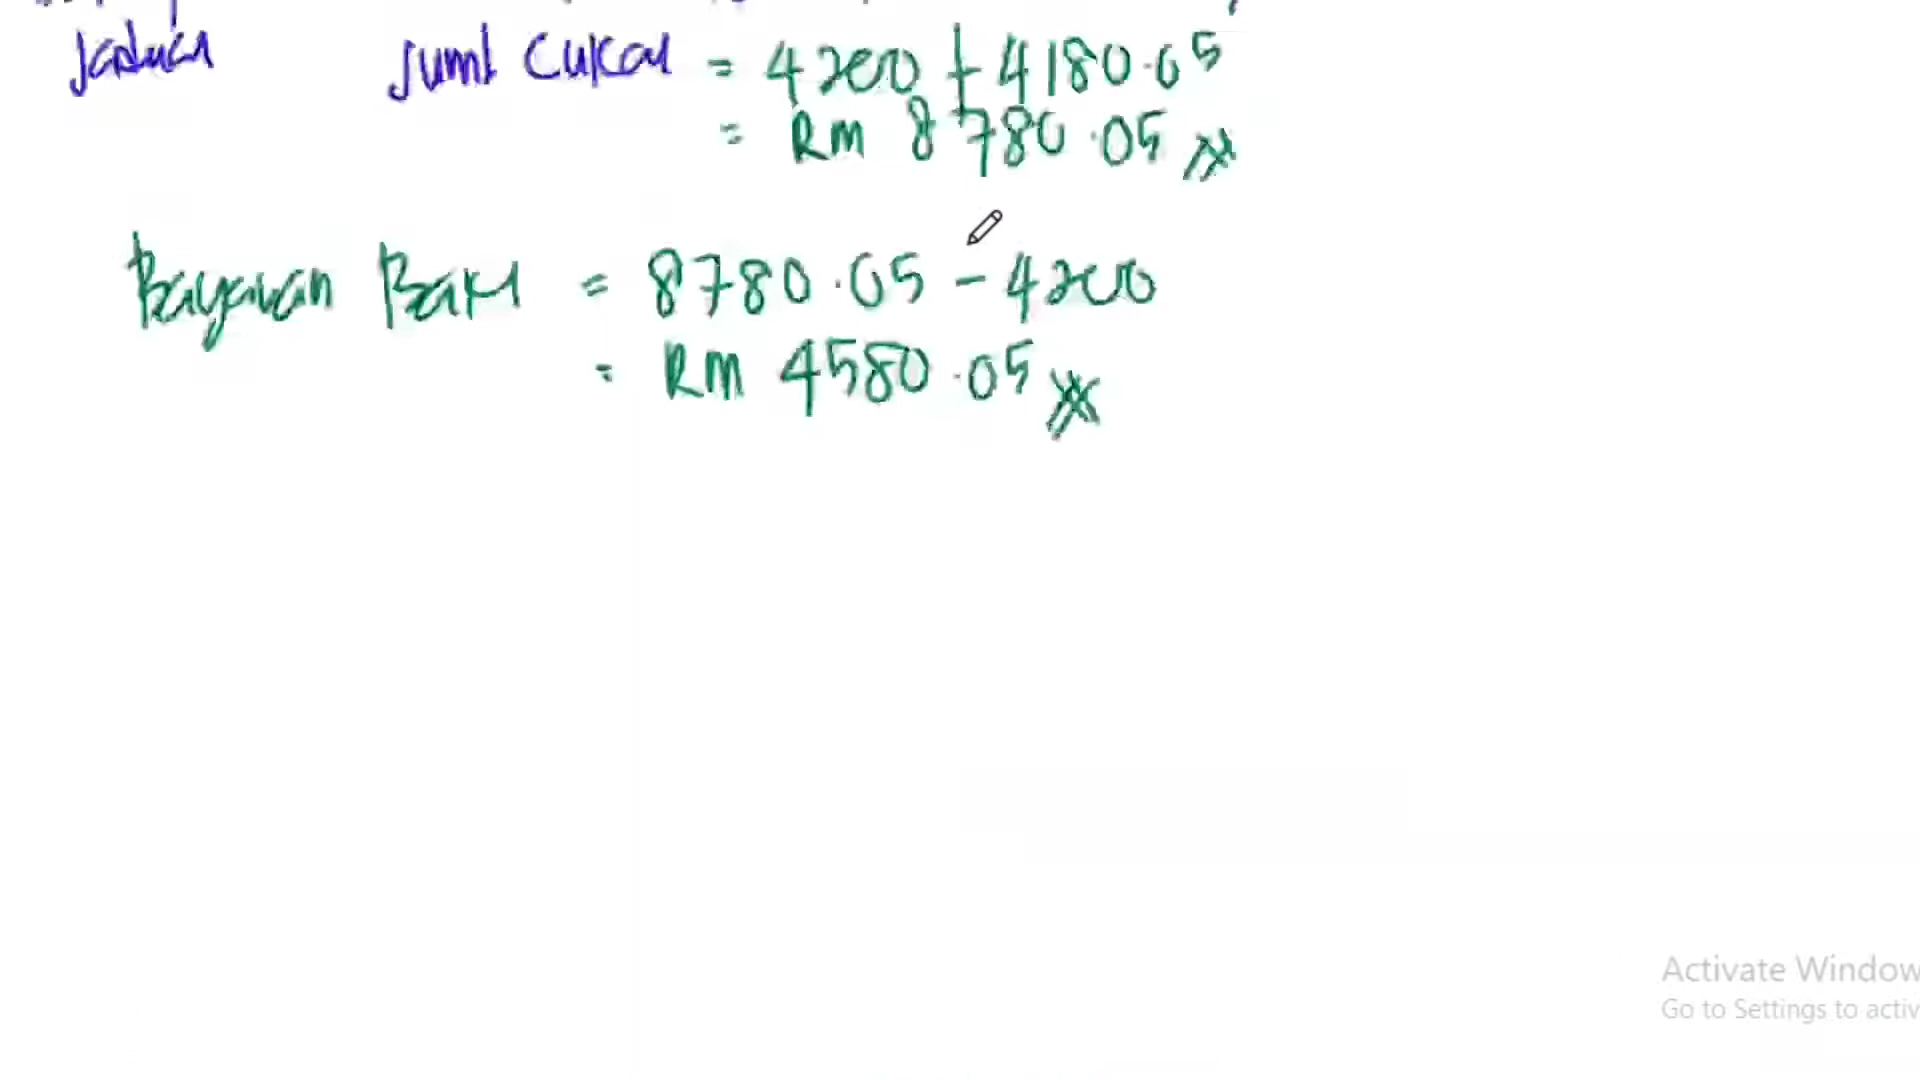 Jadual Juml Cukai = 4200 + 4180.05
= RM 8780.05
Bayaran Baki = 8780.05 - 4200
= RM 4580.05
Activate Window
Go to Settings to activ